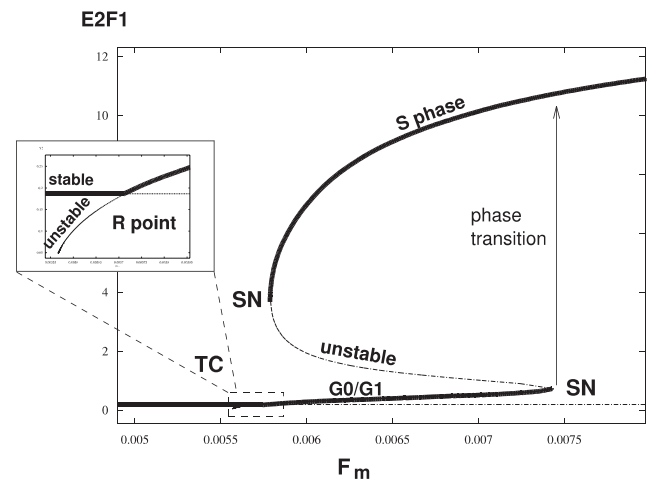 E2F1
12
10
S phase
stable
unstable
R point
phase
transition
4
SN
2
unstable
TC
G0/G1
SN
0
0.005
0.0055
0.006
0.0065
0.007
0.0075
Fm